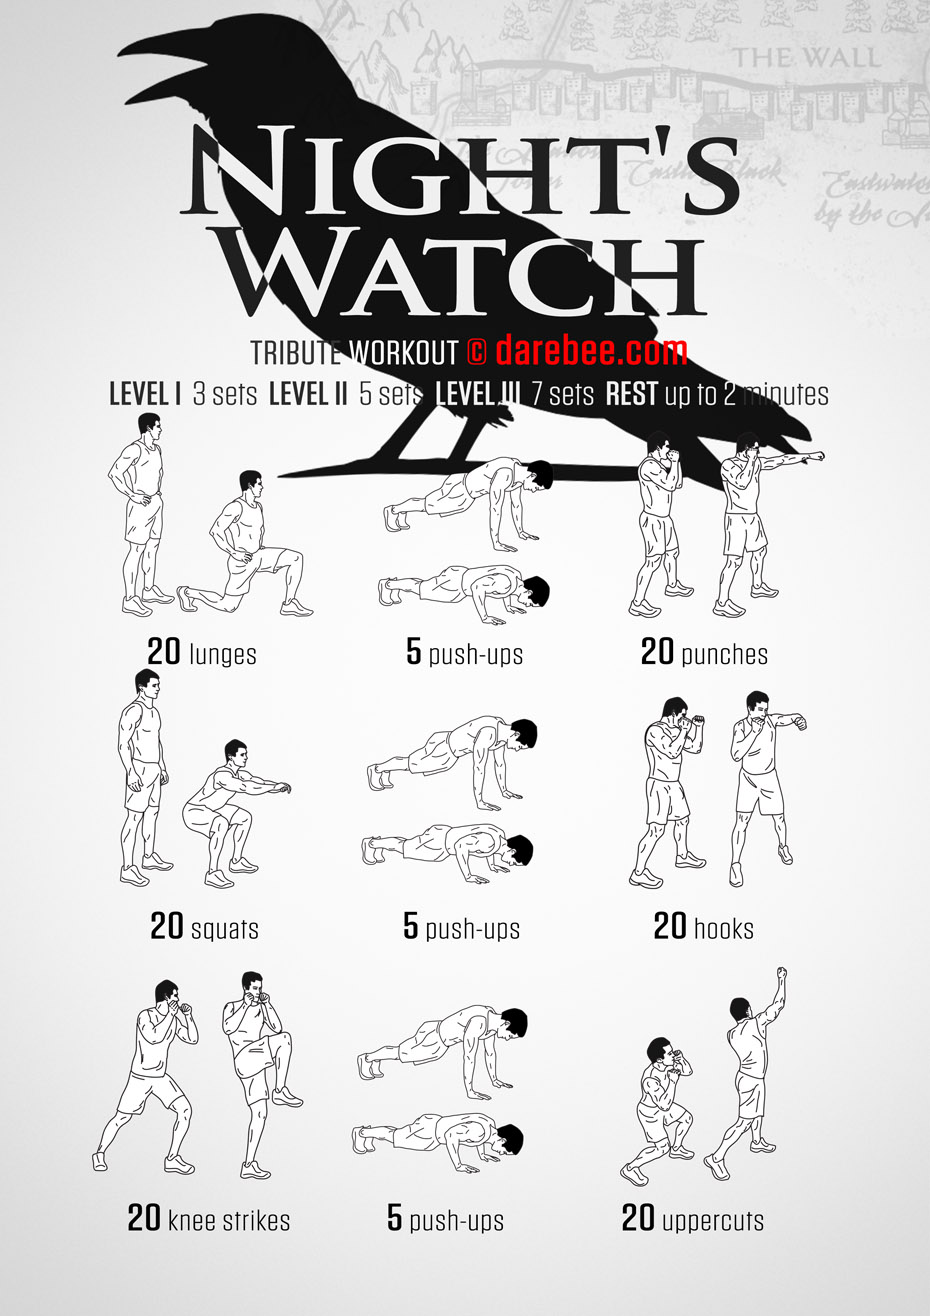 THE WALL
Castle Black
by the
NIGHT'S
WATCH
TRIBUTE WORKOUT © darebee.com
LEVEL I 3 sets LEVEL II 5 sets LEVEL III 7 sets REST up to 2 minutes
20 lunges
5 push-ups
20 punches
20 squats
5 push-ups
20 hooks
20 knee strikes
5 push-ups
20 uppercuts